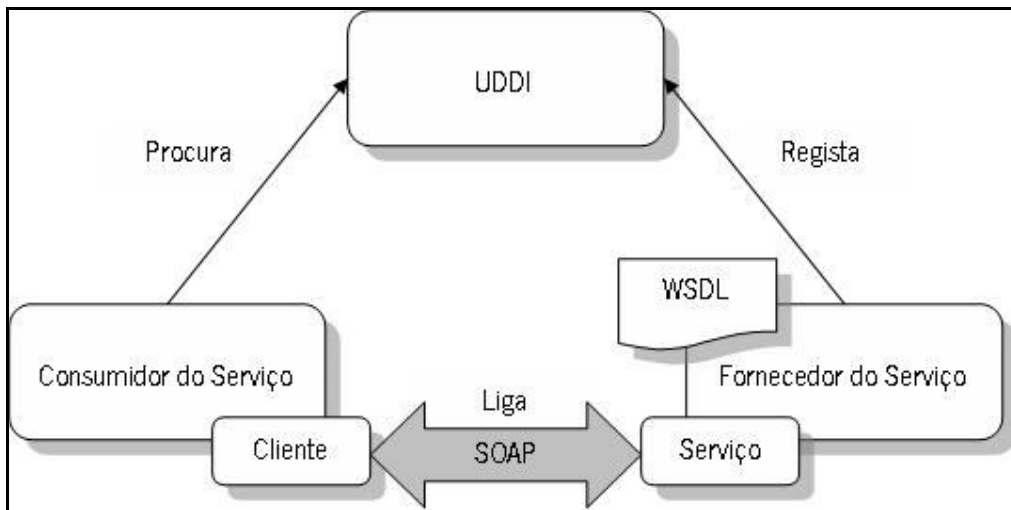 UDDI
Procura
Regista
WSDL
Consumidor do Serviço
Fornecedor do Serviço
Liga
Cliente
SOAP
Serviço